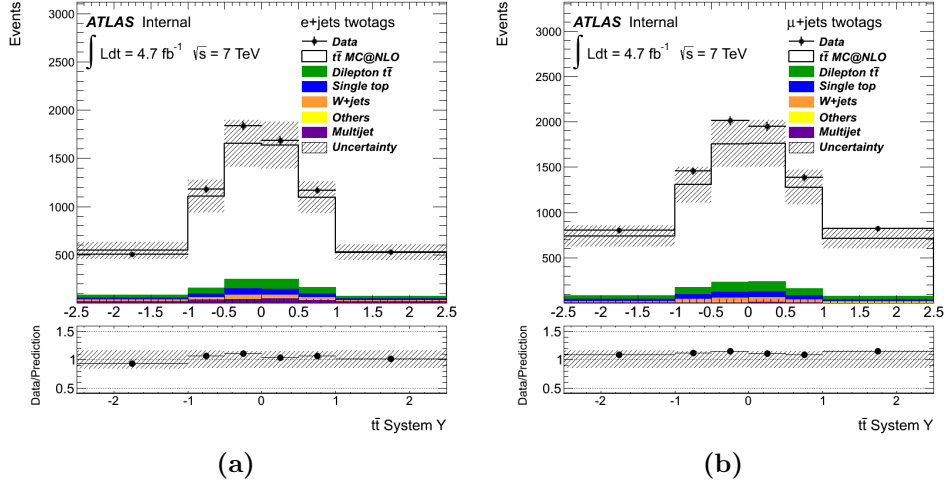 Events
ATLAS Internal
e+jets twotags
∫ Ldt = 4.7 fb⁻¹ √s = 7 TeV
Data
tt̄ MC@NLO
Dilepton tt̄
Single top
W+jets
Others
Multijet
Uncertainty
3000
2500
2000
1500
1000
500
-2.5 -2 -1.5 -1 -0.5 0 0.5 1 1.5 2 2.5
Data/Prediction
1.5
1
0.5
-2 -1 0 1 2
tt̄ System Y
(a)
Events
ATLAS Internal
μ+jets twotags
∫ Ldt = 4.7 fb⁻¹ √s = 7 TeV
Data
tt̄ MC@NLO
Dilepton tt̄
Single top
W+jets
Others
Multijet
Uncertainty
3000
2500
2000
1500
1000
500
-2.5 -2 -1.5 -1 -0.5 0 0.5 1 1.5 2 2.5
Data/Prediction
1.5
1
0.5
-2 -1 0 1 2
tt̄ System Y
(b)